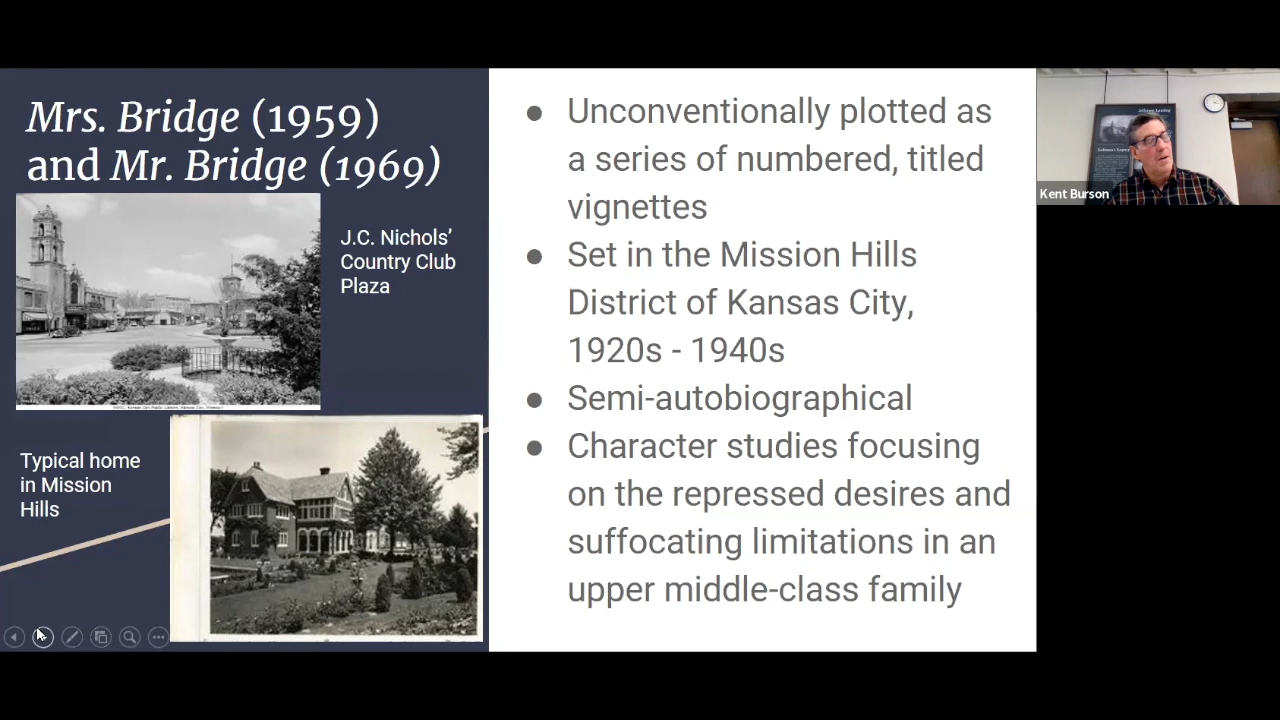 Mrs. Bridge (1959)
and Mr. Bridge (1969)
J.C. Nichols’
Country Club
Plaza
Typical home
in Mission
Hills
● Unconventionally plotted as
a series of numbered, titled
vignettes
● Set in the Mission Hills
District of Kansas City,
1920s - 1940s
● Semi-autobiographical
● Character studies focusing
on the repressed desires and
suffocating limitations in an
upper middle-class family
Kent Burson